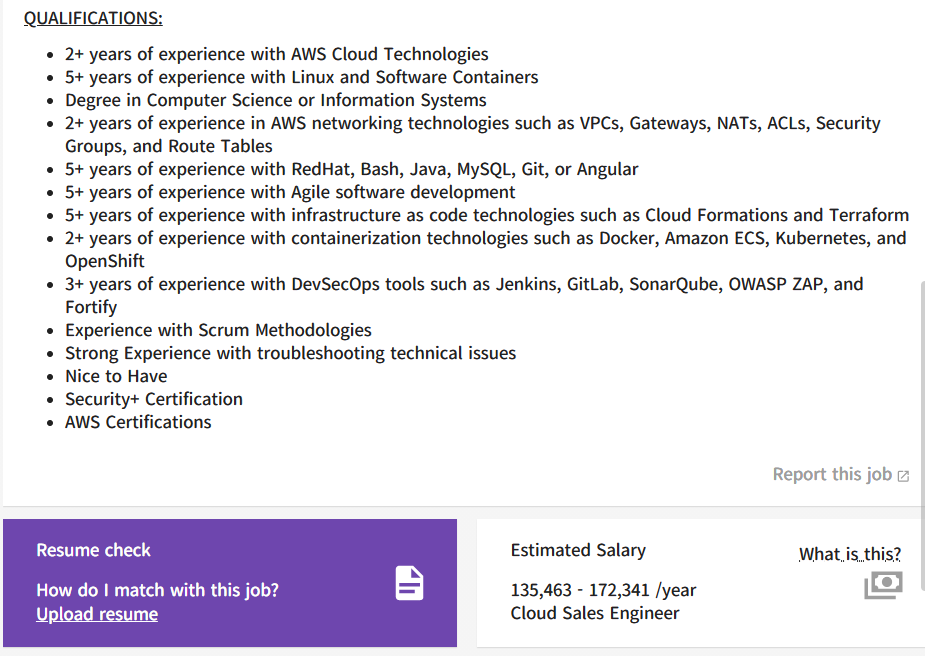 QUALIFICATIONS:
2+ years of experience with AWS Cloud Technologies
5+ years of experience with Linux and Software Containers
Degree in Computer Science or Information Systems
2+ years of experience in AWS networking technologies such as VPCs, Gateways, NATs, ACLs, Security
Groups, and Route Tables
5+ years of experience with RedHat, Bash, Java, MySQL, Git, or Angular
5+ years of experience with Agile software development
5+ years of experience with infrastructure as code technologies such as Cloud Formations and Terraform
2+ years of experience with containerization technologies such as Docker, Amazon ECS, Kubernetes, and
OpenShift
3+ years of experience with DevSecOps tools such as Jenkins, GitLab, SonarQube, OWASP ZAP, and
Fortify
Experience with Scrum Methodologies
Strong Experience with troubleshooting technical issues
Nice to Have
Security+ Certification
AWS Certifications
Report this job
Resume check
How do I match with this job?
Upload resume
Estimated Salary
What is this?
135,463 - 172,341 /year
Cloud Sales Engineer